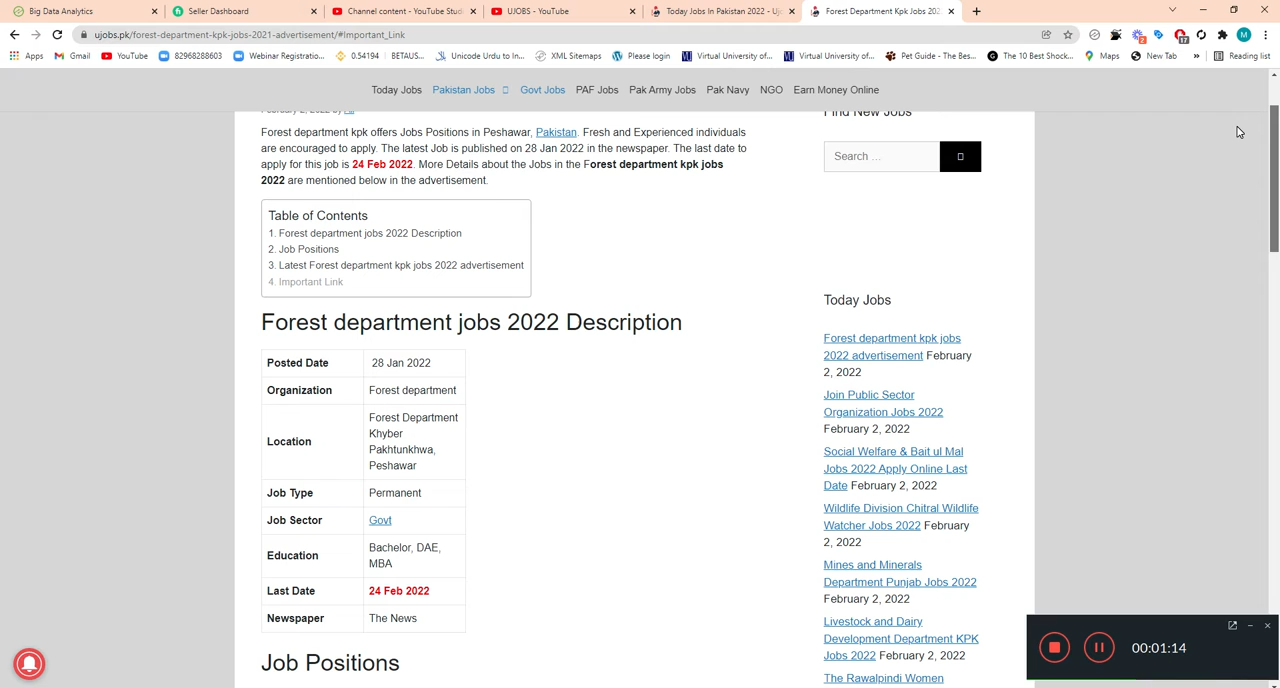 Big Data Analytics
Seller Dashboard
Channel content - YouTube Studi
UJOBS - YouTube
Today Jobs In Pakistan 2022 - Ujo
Forest Department Kpk Jobs 202
ujobs.pk/forest-department-kpk-jobs-2021-advertisement/#Important_Link
Apps
Gmail
YouTube
82968288603
Webinar Registratio...
0.54194 | BETAUS...
Unicode Urdu to In...
XML Sitemaps
Please login
Virtual University of...
Virtual University of...
Pet Guide - The Bes...
The 10 Best Shock...
Maps
New Tab
»
Reading list
Today Jobs Pakistan Jobs Govt Jobs PAF Jobs Pak Army Jobs Pak Navy NGO Earn Money Online
Forest department kpk offers Jobs Positions in Peshawar, Pakistan. Fresh and Experienced individuals
are encouraged to apply. The latest Job is published on 28 Jan 2022 in the newspaper. The last date to
apply for this job is 24 Feb 2022. More Details about the Jobs in the Forest department kpk jobs
2022 are mentioned below in the advertisement.
Table of Contents
1. Forest department jobs 2022 Description
2. Job Positions
3. Latest Forest department kpk jobs 2022 advertisement
4. Important Link
Forest department jobs 2022 Description
Posted Date 28 Jan 2022
Organization Forest department
Location Forest Department
Khyber
Pakhtunkhwa,
Peshawar
Job Type Permanent
Job Sector Govt
Education Bachelor, DAE,
MBA
Last Date 24 Feb 2022
Newspaper The News
Job Positions
Find New Jobs
Search ...
Today Jobs
Forest department kpk jobs
2022 advertisement February
2, 2022
Join Public Sector
Organization Jobs 2022
February 2, 2022
Social Welfare & Bait ul Mal
Jobs 2022 Apply Online Last
Date February 2, 2022
Wildlife Division Chitral Wildlife
Watcher Jobs 2022 February
2, 2022
Mines and Minerals
Department Punjab Jobs 2022
February 2, 2022
Livestock and Dairy
Development Department KPK
Jobs 2022 February 2, 2022
The Rawalpindi Women
00:01:14